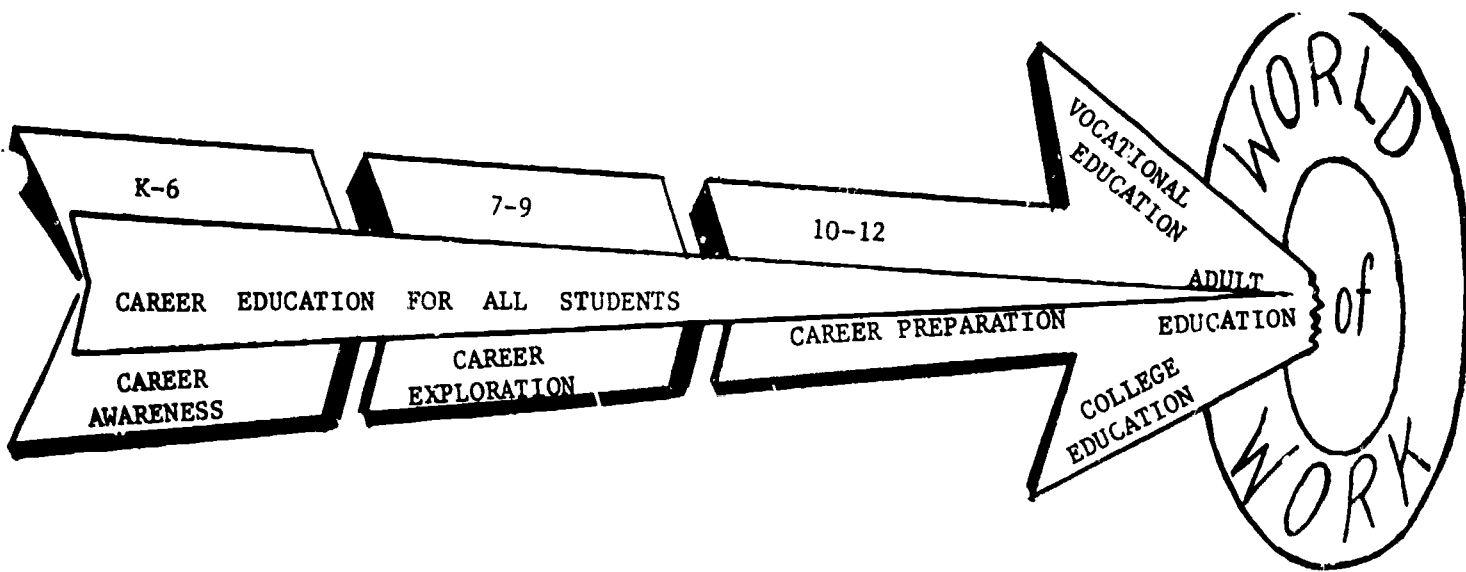 K-6
7-9
10-12
CAREER EDUCATION FOR ALL STUDENTS
CAREER
AWARENESS
CAREER
EXPLORATION
CAREER PREPARATION
VOCATIONAL
EDUCATION
ADULT
EDUCATION
COLLEGE
EDUCATION
WORLD
of
WORK